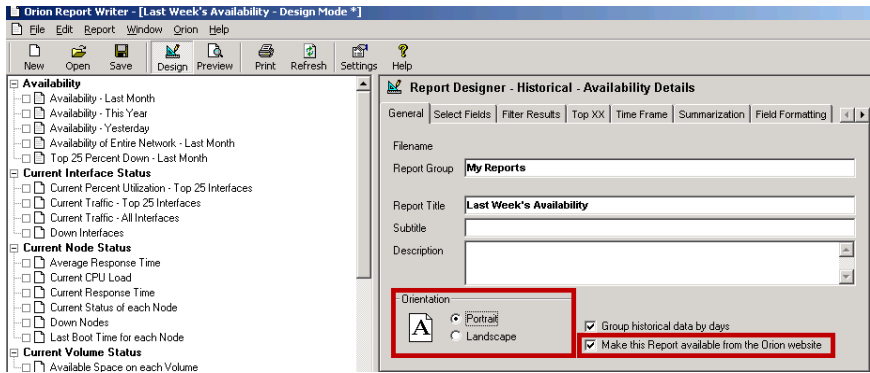 Orion Report Writer - [Last Week's Availability - Design Mode *]
File Edit Report Window Orion Help
New Open Save Design Preview Print Refresh Settings Help
Availability
Availability - Last Month
Availability - This Year
Availability - Yesterday
Availability of Entire Network - Last Month
Top 25 Percent Down - Last Month
Current Interface Status
Current Percent Utilization - Top 25 Interfaces
Current Traffic - Top 25 Interfaces
Current Traffic - All Interfaces
Down Interfaces
Current Node Status
Average Response Time
Current CPU Load
Current Response Time
Current Status of each Node
Down Nodes
Last Boot Time for each Node
Current Volume Status
Available Space on each Volume
Report Designer - Historical - Availability Details
General Select Fields Filter Results Top XX Time Frame Summarization Field Formatting
Filename
Report Group My Reports
Report Title Last Week's Availability
Subtitle
Description
Orientation
A
Portrait
Landscape
Group historical data by days
Make this Report available from the Orion website